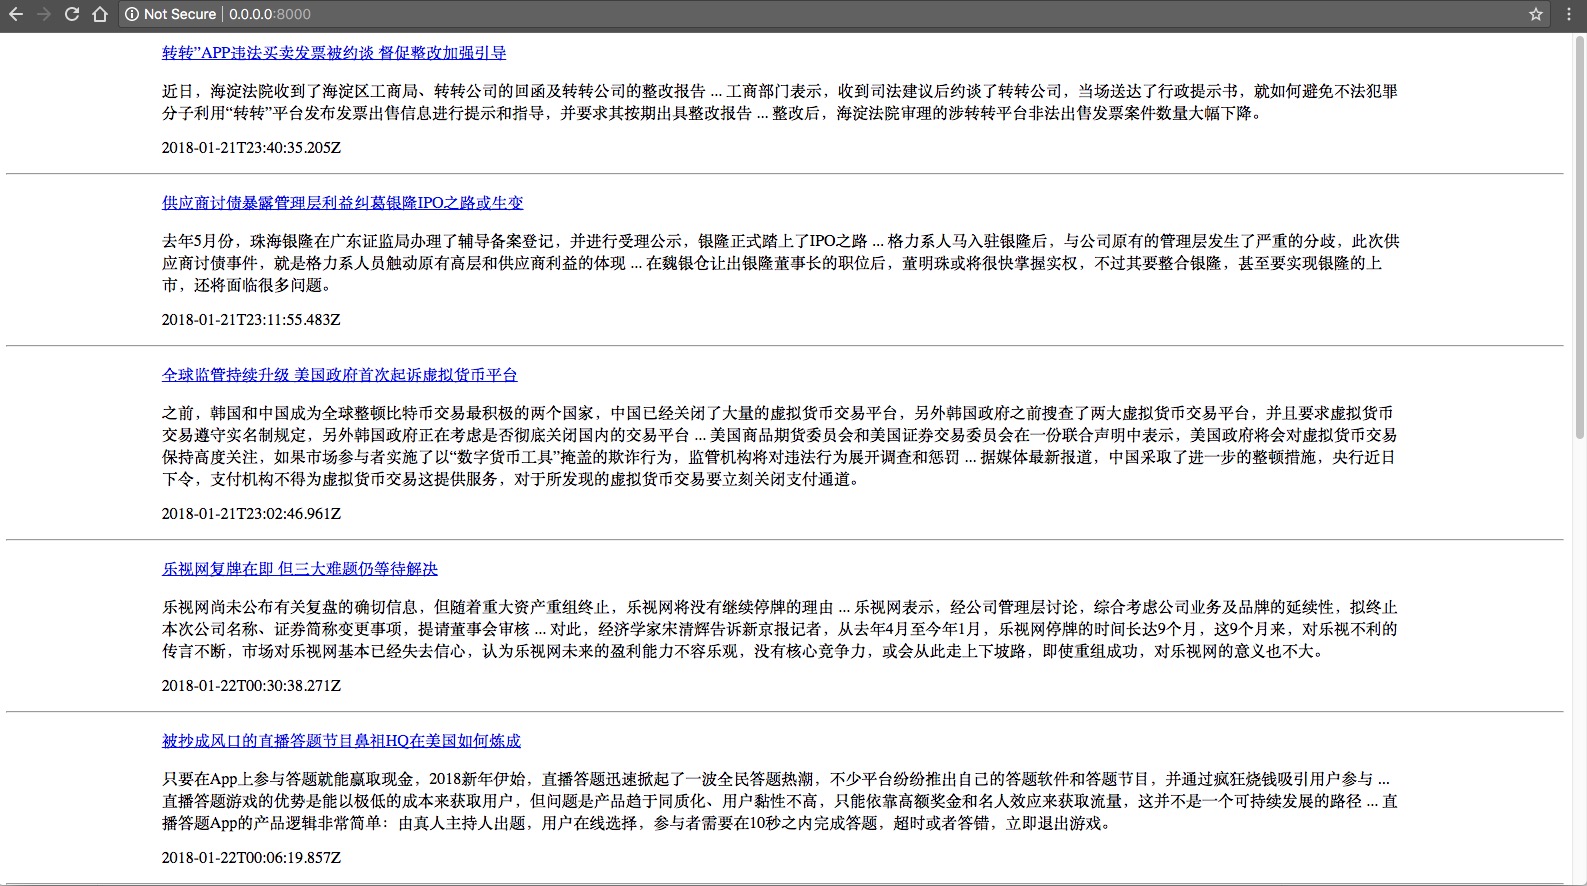 Not Secure | 0.0.0.0:8000
转转”APP违法买卖发票被约谈 督促整改加强引导
近日，海淀法院收到了海淀区工商局、转转公司的回函及转转公司的整改报告 ... 工商部门表示，收到司法建议后约谈了转转公司，当场送达了行政提示书，就如何避免不法犯罪
分子利用“转转”平台发布发票出售信息进行提示和指导，并要求其按期出具整改报告 ... 整改后，海淀法院审理的涉转转平台非法出售发票案件数量大幅下降。
2018-01-21T23:40:35.205Z
供应商讨债暴露管理层利益纠葛银隆IPO之路或生变
去年5月份，珠海银隆在广东证监局办理了辅导备案登记，并进行受理公示，银隆正式踏上了IPO之路 ... 格力系人马入驻银隆后，与公司原有的管理层发生了严重的分歧，此次供
应商讨债事件，就是格力系人员触动原有高层和供应商利益的体现 ... 在魏银仓让出银隆董事长的职位后，董明珠或将很快掌握实权，不过其要整合银隆，甚至要实现银隆的上
市，还将面临很多问题。
2018-01-21T23:11:55.483Z
全球监管持续升级 美国政府首次起诉虚拟货币平台
之前，韩国和中国成为全球整顿比特币交易最积极的两个国家，中国已经关闭了大量的虚拟货币交易平台，另外韩国政府之前搜查了两大虚拟货币交易平台，并且要求虚拟货币
交易遵守实名制规定，另外韩国政府正在考虑是否彻底关闭国内的交易平台 ... 美国商品期货委员会和美国证券交易委员会在一份联合声明中表示，美国政府将会对虚拟货币交易
保持高度关注，如果市场参与者实施了以“数字货币工具”掩盖的欺诈行为，监管机构将对违法行为展开调查和惩罚 ... 据媒体最新报道，中国采取了进一步的整顿措施，央行近日
下令，支付机构不得为虚拟货币交易这提供服务，对于所发现的虚拟货币交易要立刻关闭支付通道。
2018-01-21T23:02:46.961Z
乐视网复牌在即 但三大难题仍等待解决
乐视网尚未公布有关复盘的确切信息，但随着重大资产重组终止，乐视网将没有继续停牌的理由 ... 乐视网表示，经公司管理层讨论，综合考虑公司业务及品牌的延续性，拟终止
本次公司名称、证券简称变更事项，提请董事会审核 ... 对此，经济学家宋清辉告诉新京报记者，从去年4月至今年1月，乐视网停牌的时间长达9个月，这9个月来，对乐视不利的
传言不断，市场对乐视网基本已经失去信心，认为乐视网未来的盈利能力不容乐观，没有核心竞争力，或会从此走上下坡路，即使重组成功，对乐视网的意义也不大。
2018-01-22T00:30:38.271Z
被抄成风口的直播答题节目鼻祖HQ在美国如何炼成
只要在App上参与答题就能赢取现金，2018新年伊始，直播答题迅速掀起了一波全民答题热潮，不少平台纷纷推出自己的答题软件和答题节目，并通过疯狂烧钱吸引用户参与 ...
直播答题游戏的优势是能以极低的成本来获取用户，但问题是产品趋于同质化、用户黏性不高，只能依靠高额奖金和名人效应来获取流量，这并不是一个可持续发展的路径 ... 直
播答题App的产品逻辑非常简单：由真人主持人出题，用户在线选择，参与者需要在10秒之内完成答题，超时或者答错，立即退出游戏。
2018-01-22T00:06:19.857Z